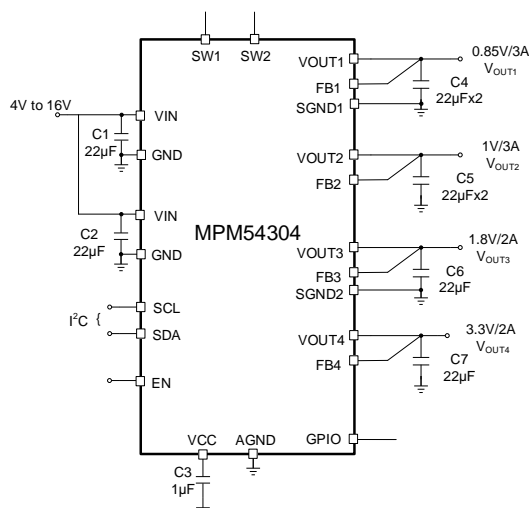 SW1 SW2
VOUT1
0.85V/3A
VOUT1
FB1
C4
22µFx2
SGND1
4V to 16V
VIN
C1
22µF
GND
VOUT2
1V/3A
VOUT2
FB2
C5
22µFx2
VIN
C2
22µF
GND
MPM54304
VOUT3
1.8V/2A
VOUT3
FB3
C6
22µF
SGND2
I²C {
SCL
SDA
VOUT4
3.3V/2A
VOUT4
FB4
C7
22µF
EN
GPIO
VCC AGND
C3
1µF